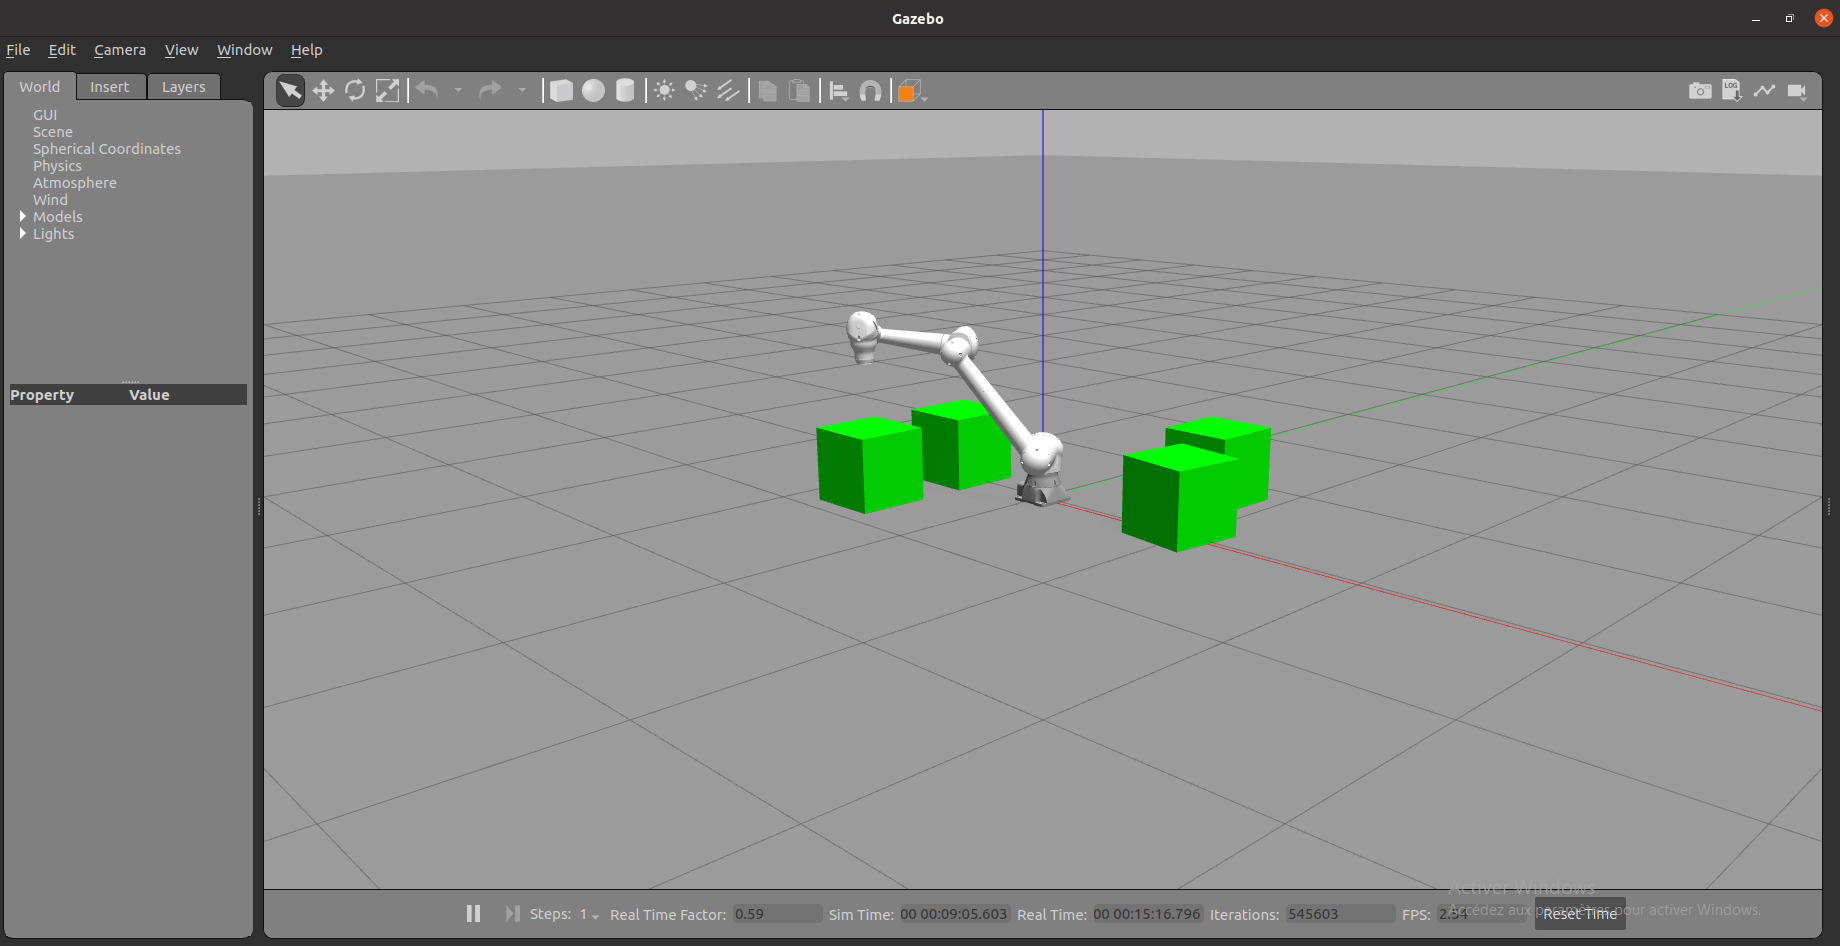 Gazebo
File Edit Camera View Window Help
World Insert Layers
LOG
GUI
Scene
Spherical Coordinates
Physics
Atmosphere
Wind
Models
Lights
Property Value
Activer Windows
Accédez aux paramètres pour activer Windows.
Steps: 1 Real Time Factor: 0.59 Sim Time: 00 00:09:05.603 Real Time: 00 00:15:16.796 Iterations: 545603 FPS: Reset Time